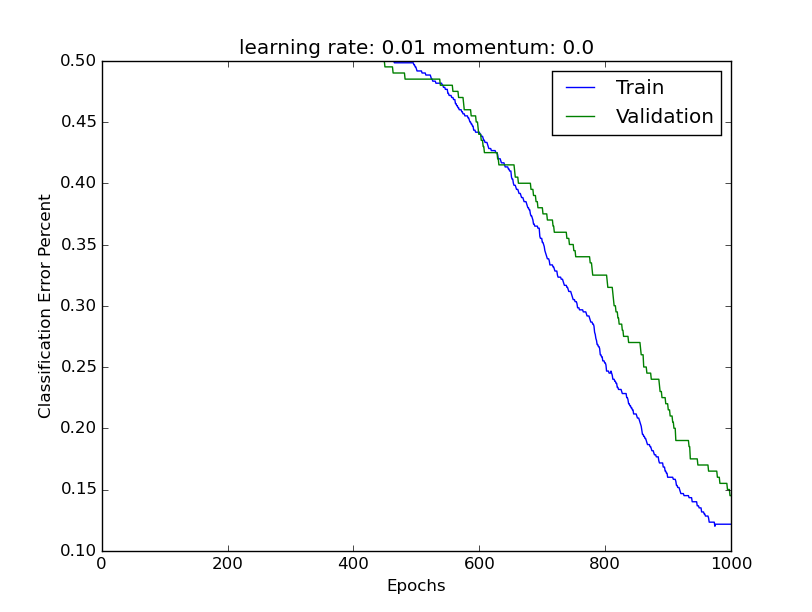 learning rate: 0.01 momentum: 0.0
0.50
0.45
0.40
0.35
0.30
0.25
0.20
0.15
0.10
Classification Error Percent
Train
Validation
0 200 400 600 800 1000
Epochs